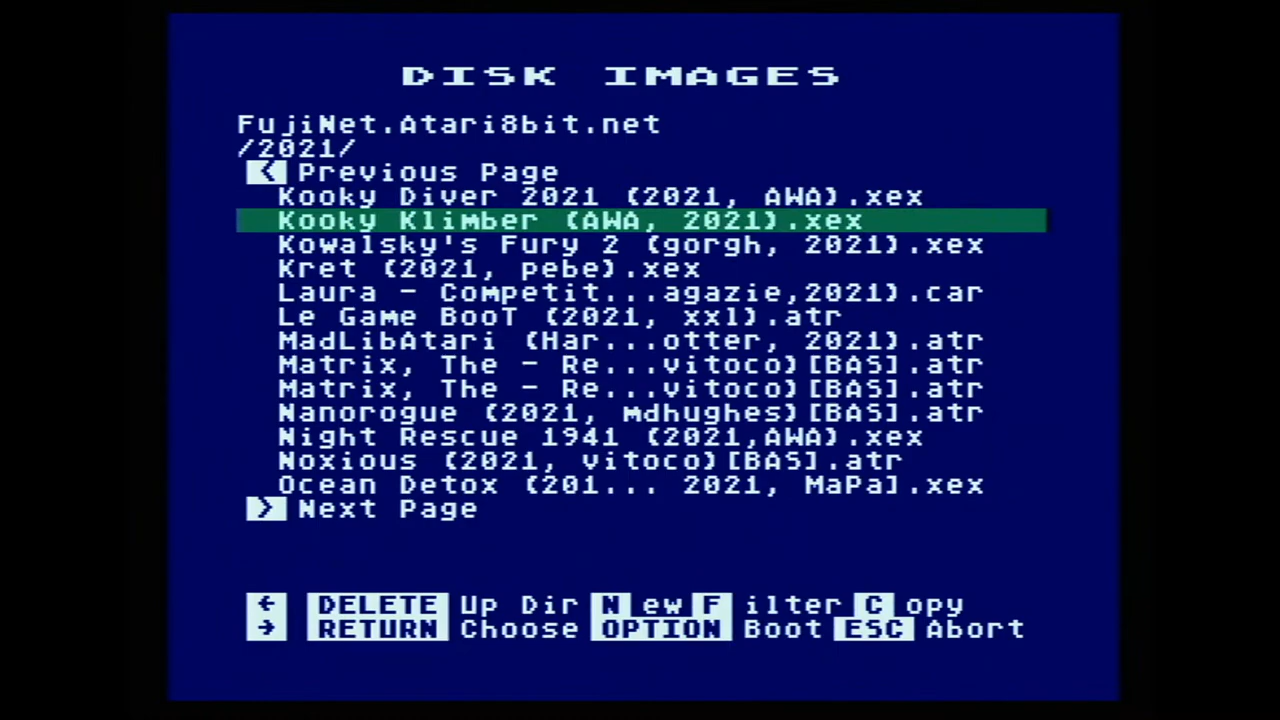 DISK IMAGES
FujiNet.Atari8bit.net
/2021/
< Previous Page
Kooky Diver 2021 (2021, AWA).xex
Kooky Klimber (AWA, 2021).xex
Kowalsky's Fury 2 (gorgh, 2021).xex
Kret (2021, pebe).xex
Laura - Competit...agazie,2021).car
Le Game BooT (2021, xxl).atr
MadLibAtari (Har...otter, 2021).atr
Matrix, The - Re...vitoco)[BAS].atr
Matrix, The - Re...vitoco)[BAS].atr
Nanorogue (2021, mdhughes)[BAS].atr
Night Rescue 1941 (2021,AWA).xex
Noxious (2021, vitoco)[BAS].atr
Ocean Detox (201... 2021, MaPa].xex
> Next Page
← DELETE Up Dir New Filter Copy
→ RETURN Choose OPTION Boot ESC Abort